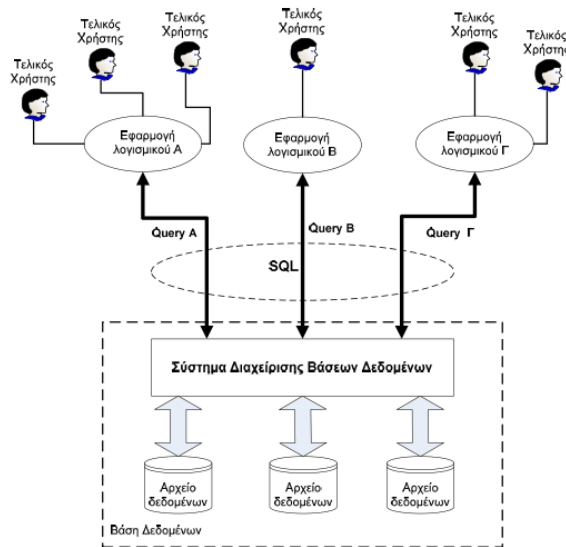 Τελικός
Χρήστης
Τελικός
Χρήστης
Τελικός
Χρήστης
Τελικός
Χρήστης
Τελικός
Χρήστης
Τελικός
Χρήστης
Εφαρμογή
λογισμικού Α
Εφαρμογή
λογισμικού Β
Εφαρμογή
λογισμικού Γ
Query A
Query B
Query Γ
SQL
Σύστημα Διαχείρισης Βάσεων Δεδομένων
Αρχείο
δεδομένων
Αρχείο
δεδομένων
Αρχείο
δεδομένων
Βάση Δεδομένων